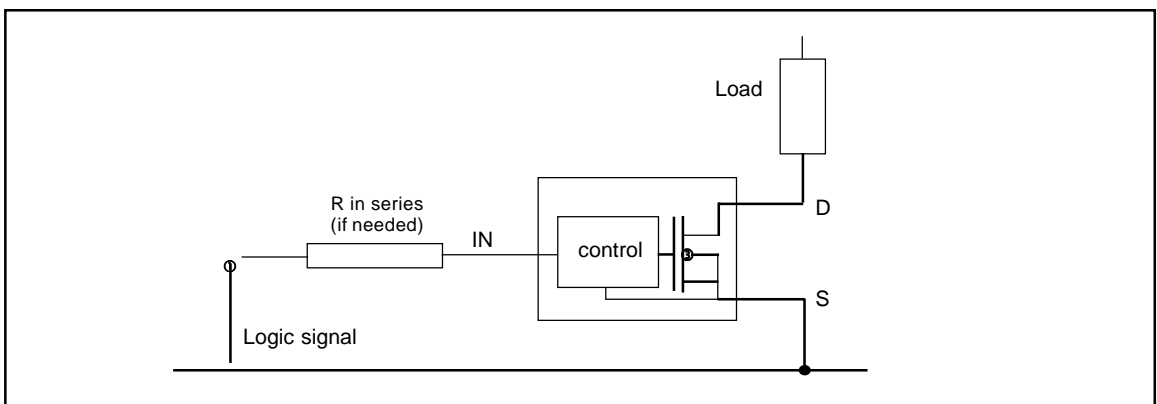 Load
D
R in series
(if needed)
IN
control
S
Logic signal